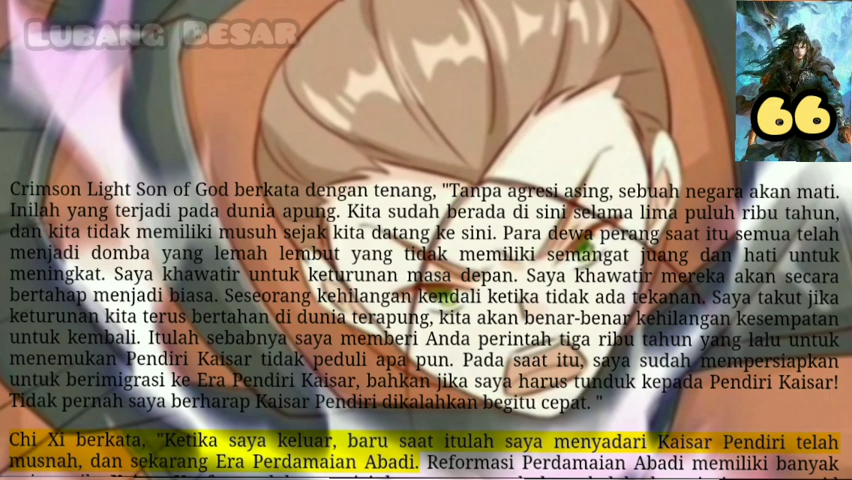 LUBANG BESAR
66
Crimson Light Son of God berkata dengan tenang, "Tanpa agresi asing, sebuah negara akan mati.
Inilah yang terjadi pada dunia apung. Kita sudah berada di sini selama lima puluh ribu tahun,
dan kita tidak memiliki musuh sejak kita datang ke sini. Para dewa perang saat itu semua telah
menjadi domba yang lemah lembut yang tidak memiliki semangat juang dan hati untuk
meningkat. Saya khawatir untuk keturunan masa depan. Saya khawatir mereka akan secara
bertahap menjadi biasa. Seseorang kehilangan kendali ketika tidak ada tekanan. Saya takut jika
keturunan kita terus bertahan di dunia terapung, kita akan benar-benar kehilangan kesempatan
untuk kembali. Itulah sebabnya saya memberi Anda perintah tiga ribu tahun yang lalu untuk
menemukan Pendiri Kaisar tidak peduli apa pun. Pada saat itu, saya sudah mempersiapkan
untuk berimigrasi ke Era Pendiri Kaisar, bahkan jika saya harus tunduk kepada Pendiri Kaisar!
Tidak pernah saya berharap Kaisar Pendiri dikalahkan begitu cepat. "
Chi Xi berkata, "Ketika saya keluar, baru saat itulah saya menyadari Kaisar Pendiri telah
musnah, dan sekarang Era Perdamaian Abadi. Reformasi Perdamaian Abadi memiliki banyak